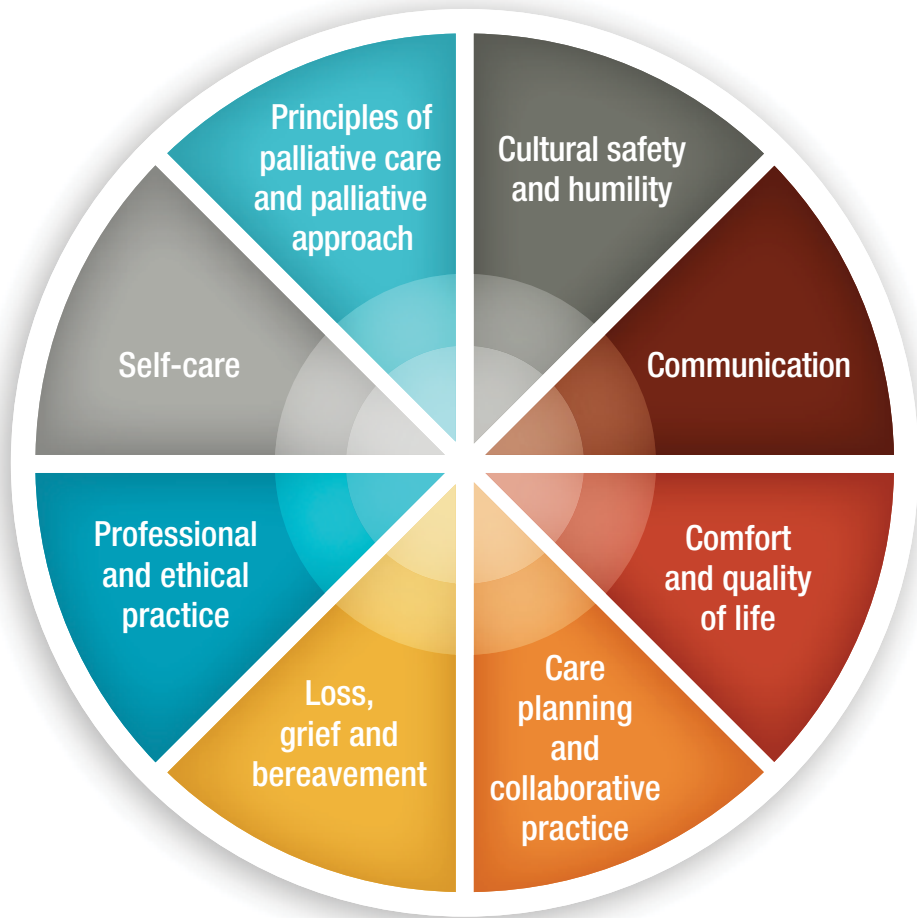 Principles of
palliative care
and palliative
approach
Cultural safety
and humility
Communication
Comfort
and quality
of life
Care
planning
and
collaborative
practice
Loss,
grief and
bereavement
Professional
and ethical
practice
Self-care